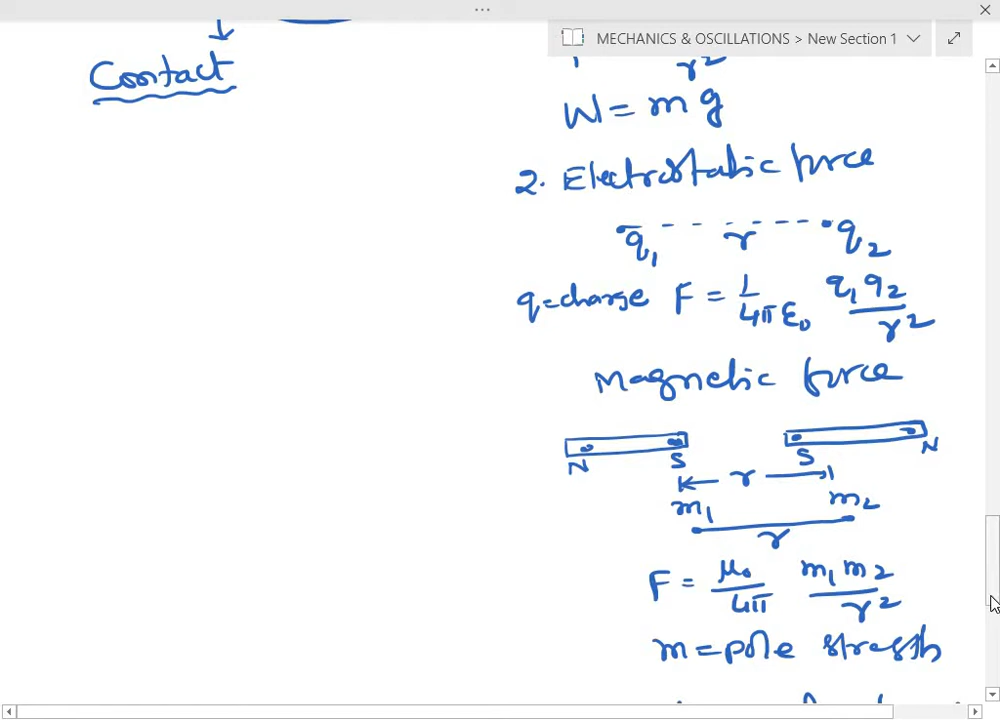 MECHANICS & OSCILLATIONS > New Section 1
Contact
r2
W = mg
2. Electrostatic force
q1 - - - r - - - q2
q=charge F = 1/4πε0 q1q2/r2
Magnetic force
N S S N
r
m1 m2
r
F = μ0/4π m1m2/r2
m = pole